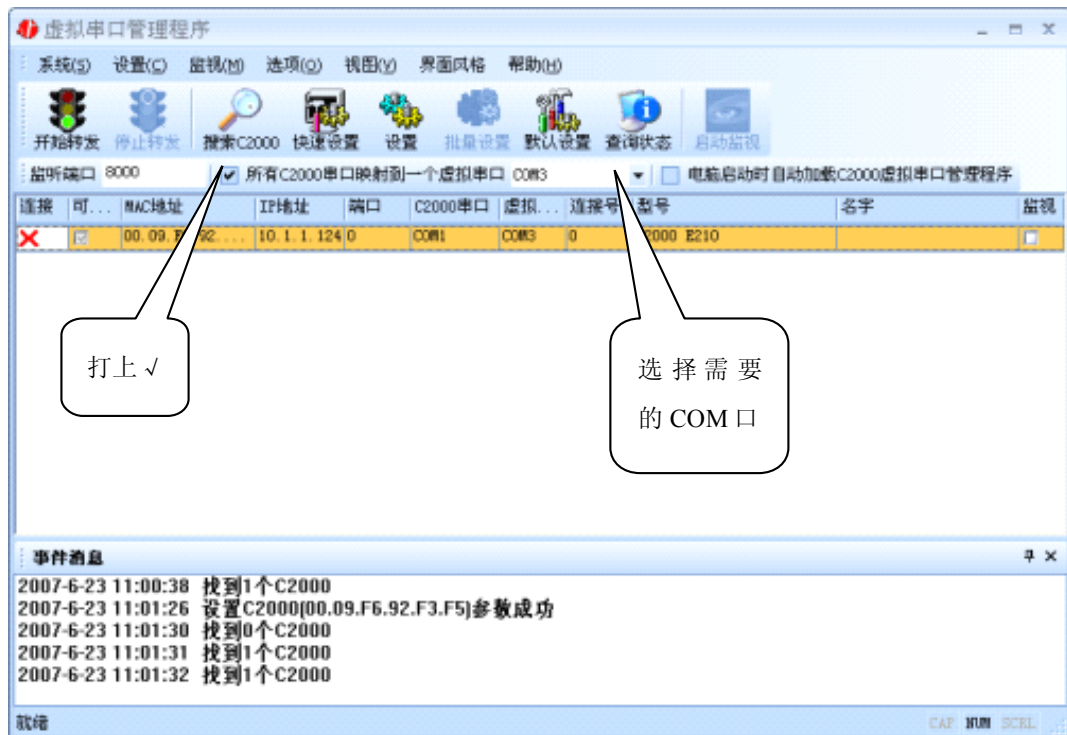 虚拟串口管理程序
系统(S) 设置(C) 监视(M) 选项(O) 视图(V) 界面风格 帮助(H)
开始转发 停止转发 搜索C2000 快速设置 设置 批量设置 默认设置 查询状态 启动监视
监听端口 8000 所有C2000串口映射到一个虚拟串口 COM3 电脑启动时自动加载C2000虚拟串口管理程序
连接 可... MAC地址 IP地址 端口 C2000串口 虚拟... 连接号 型号 名字 监视
00.09. 92.... 10.1.1.124 0 COM1 COM3 0 2000 E210
打上√
选择需要
的COM口
事件消息
2007-6-23 11:00:38 找到1个C2000
2007-6-23 11:01:26 设置C2000(00.09.F6.92.F3.F5)参数成功
2007-6-23 11:01:30 找到0个C2000
2007-6-23 11:01:31 找到1个C2000
2007-6-23 11:01:32 找到1个C2000
就绪 CAP NUM SCRL